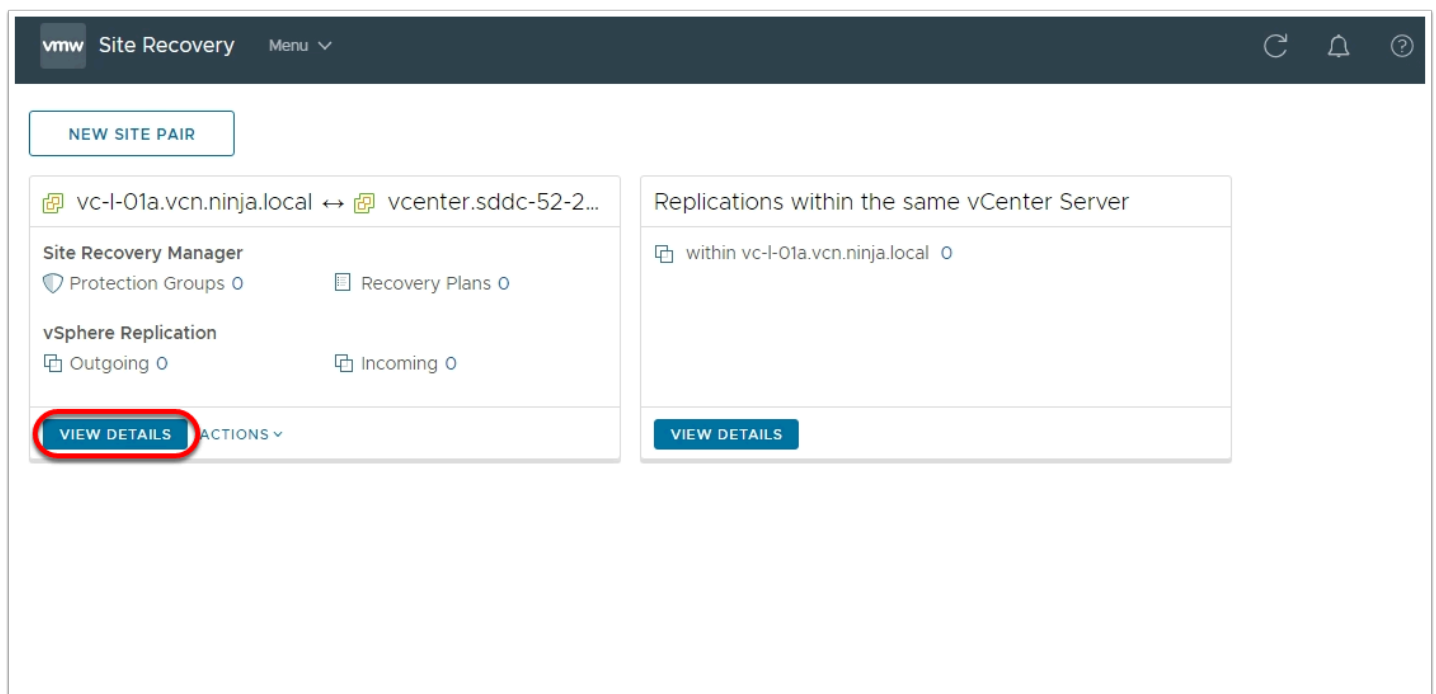 vmw Site Recovery Menu
NEW SITE PAIR
vc-l-01a.vcn.ninja.local ↔ vcenter.sddc-52-2...
Site Recovery Manager
Protection Groups 0 Recovery Plans 0
vSphere Replication
Outgoing 0 Incoming 0
VIEW DETAILS ACTIONS
Replications within the same vCenter Server
within vc-l-01a.vcn.ninja.local 0
VIEW DETAILS